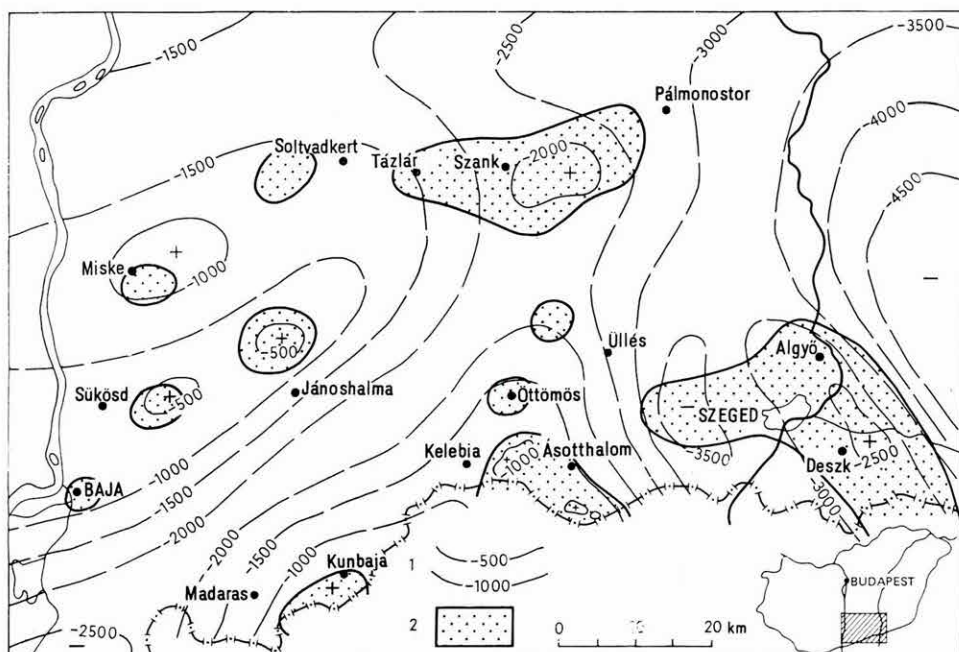 -1500
-2500
-3000
-3500
-4000
-4500
Pálmonostor
Soltvadkert
Tázlár
Szank
-2000
+
-1500
Miske
+
-1000
−
+
-500
Üllés
Algyő
Sükösd
+
-500
Jánoshalma
Öttömös
−
SZEGED
+
-2500
Deszk
-3500
Kelebia
Ásotthalom
+
-1000
-3000
BAJA
-1000
-1500
-2000
-2000
-1500
-1000
Kunbaja
+ +
Madaras
-2500
−
1
-500
-1000
2
0 10 20 km
BUDAPEST